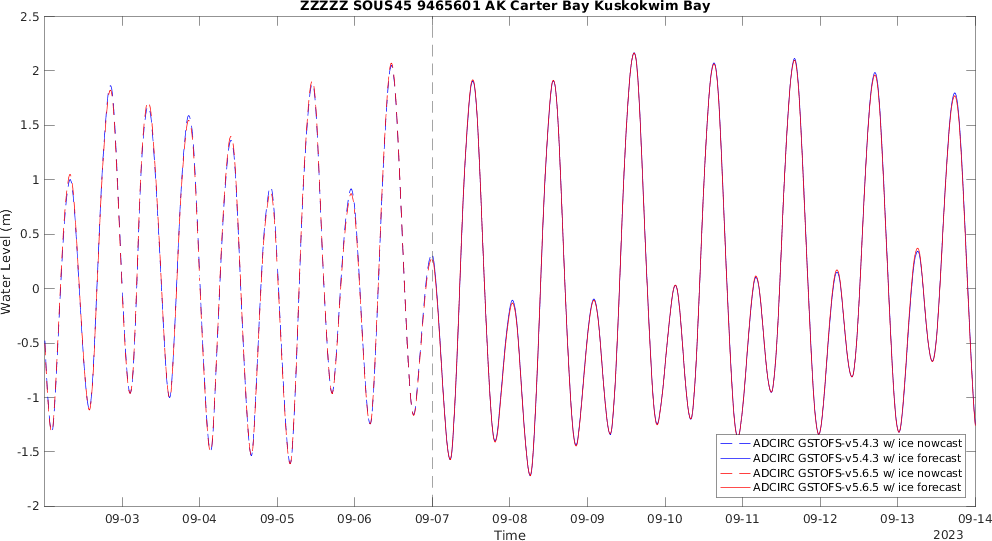 ZZZZZ SOUS45 9465601 AK Carter Bay Kuskokwim Bay
2.5
2
1.5
1
0.5
0
-0.5
-1
-1.5
-2
Water Level (m)
09-03 09-04 09-05 09-06 09-07 09-08 09-09 09-10 09-11 09-12 09-13 09-14
Time
2023
ADCIRC GSTOFS-v5.4.3 w/ ice nowcast
ADCIRC GSTOFS-v5.4.3 w/ ice forecast
ADCIRC GSTOFS-v5.6.5 w/ ice nowcast
ADCIRC GSTOFS-v5.6.5 w/ ice forecast